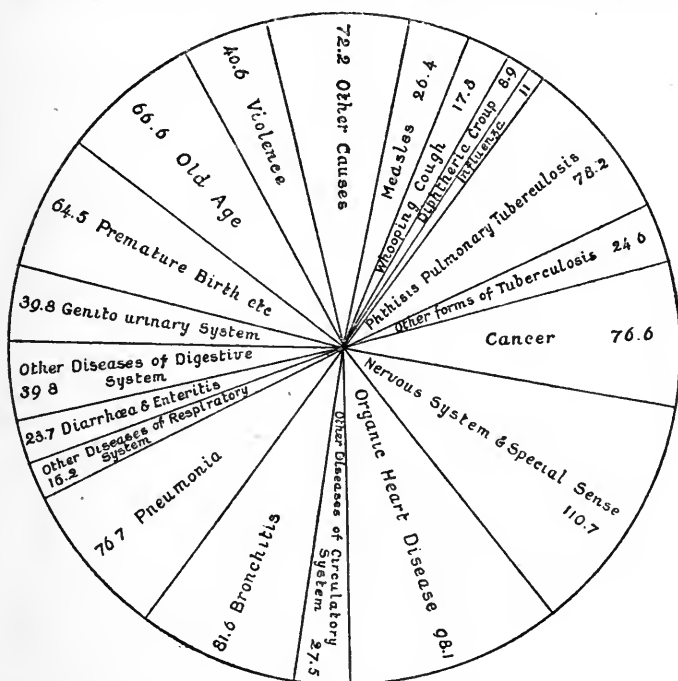 72.2 Other Causes
Measles 26.4
Whooping Cough 17.8
Diphtheria Croup 8.9
Influenza 11
Phthisis Pulmonary Tuberculosis
78.2
Other forms of Tuberculosis 24 6
Cancer 76.6
Nervous System & Special Sense
110.7
Organic Heart Disease 98.1
Other Diseases of Circulatory
System 27.5
81.6 Bronchitis
76 7 Pneumonia
Other Diseases of Respiratory
16.2 System
23.7 Diarrhœa & Enteritis
Other Diseases of Digestive
39 8 System
39.8 Genito urinary System
64.5 Premature Birth etc
66.6 Old Age
40.6 Violence